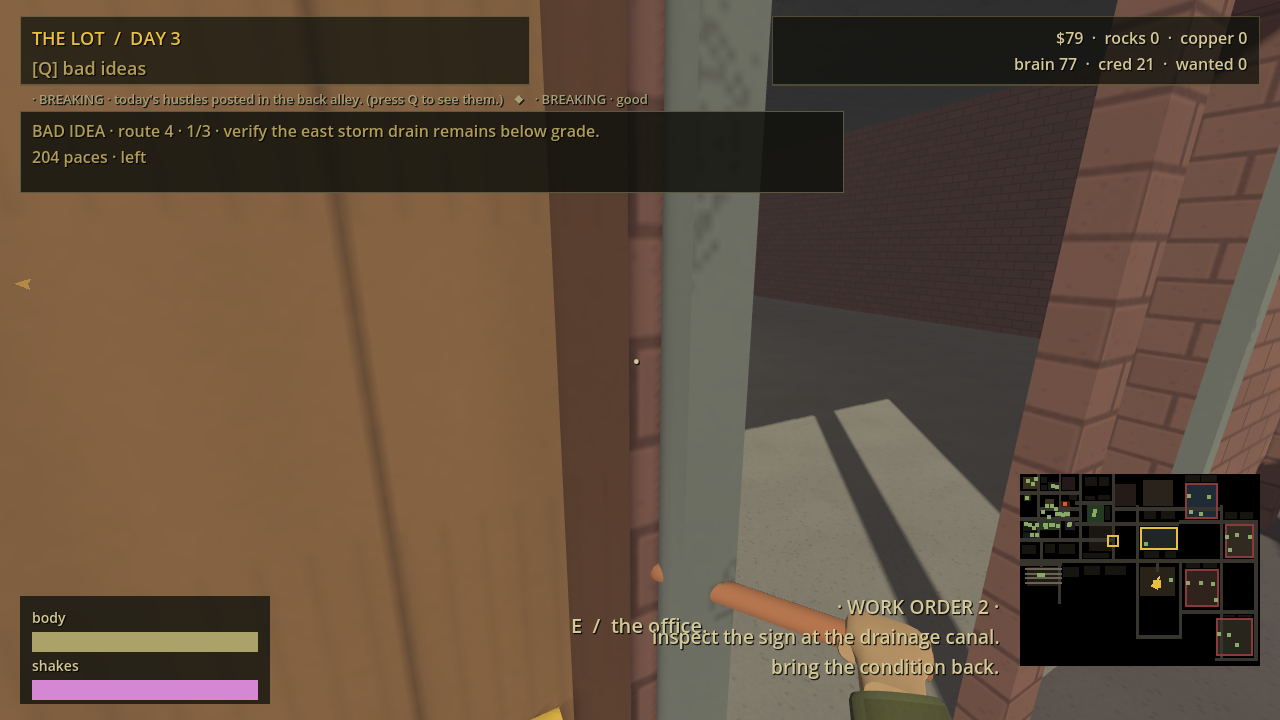 THE LOT / DAY 3
[Q] bad ideas
$79 · rocks 0 · copper 0
brain 77 · cred 21 · wanted 0
· BREAKING · today's hustles posted in the back alley. (press Q to see them.) ◆ · BREAKING · good
BAD IDEA · route 4 · 1/3 · verify the east storm drain remains below grade.
204 paces · left
body
shakes
E / the office
· WORK ORDER 2 ·
inspect the sign at the drainage canal.
bring the condition back.